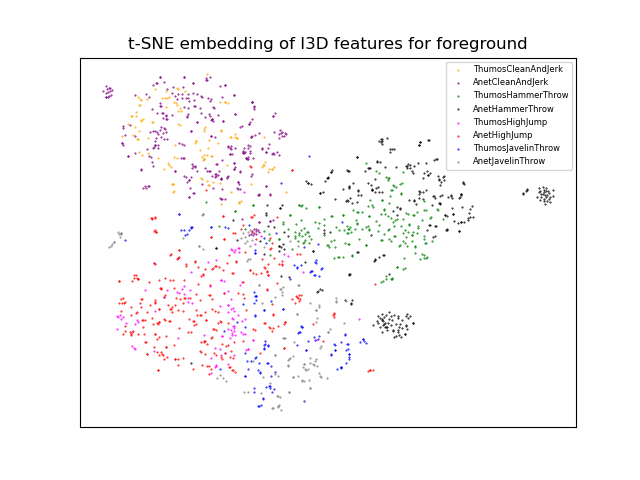 t-SNE embedding of I3D features for foreground
ThumosCleanAndJerk
AnetCleanAndJerk
ThumosHammerThrow
AnetHammerThrow
ThumosHighJump
AnetHighJump
ThumosJavelinThrow
AnetJavelinThrow